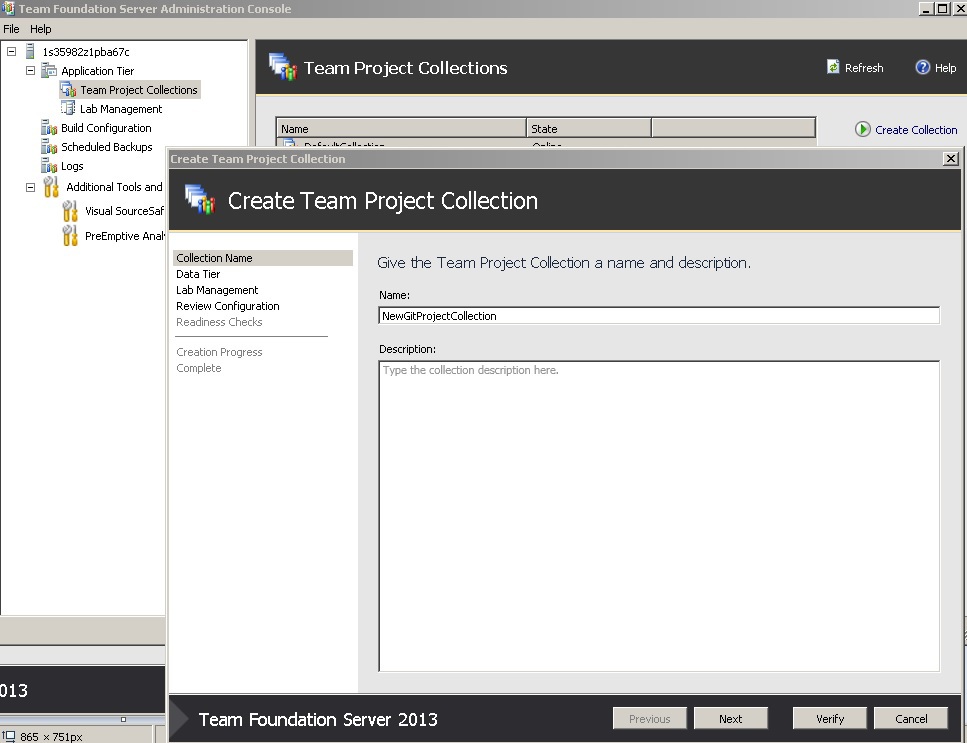 Team Foundation Server Administration Console
File Help
1s35982z1pba67c
Application Tier
Team Project Collections
Lab Management
Build Configuration
Scheduled Backups
Logs
Additional Tools and
Visual SourceSaf
PreEmptive Anal
Team Project Collections
Refresh
Help
Name State
DefaultCollection Online
Create Collection
Create Team Project Collection
Create Team Project Collection
Collection Name
Data Tier
Lab Management
Review Configuration
Readiness Checks
Creation Progress
Complete
Give the Team Project Collection a name and description.
Name:
NewGitProjectCollection
Description:
Type the collection description here.
013
Team Foundation Server 2013
Previous Next Verify Cancel
865 × 751px